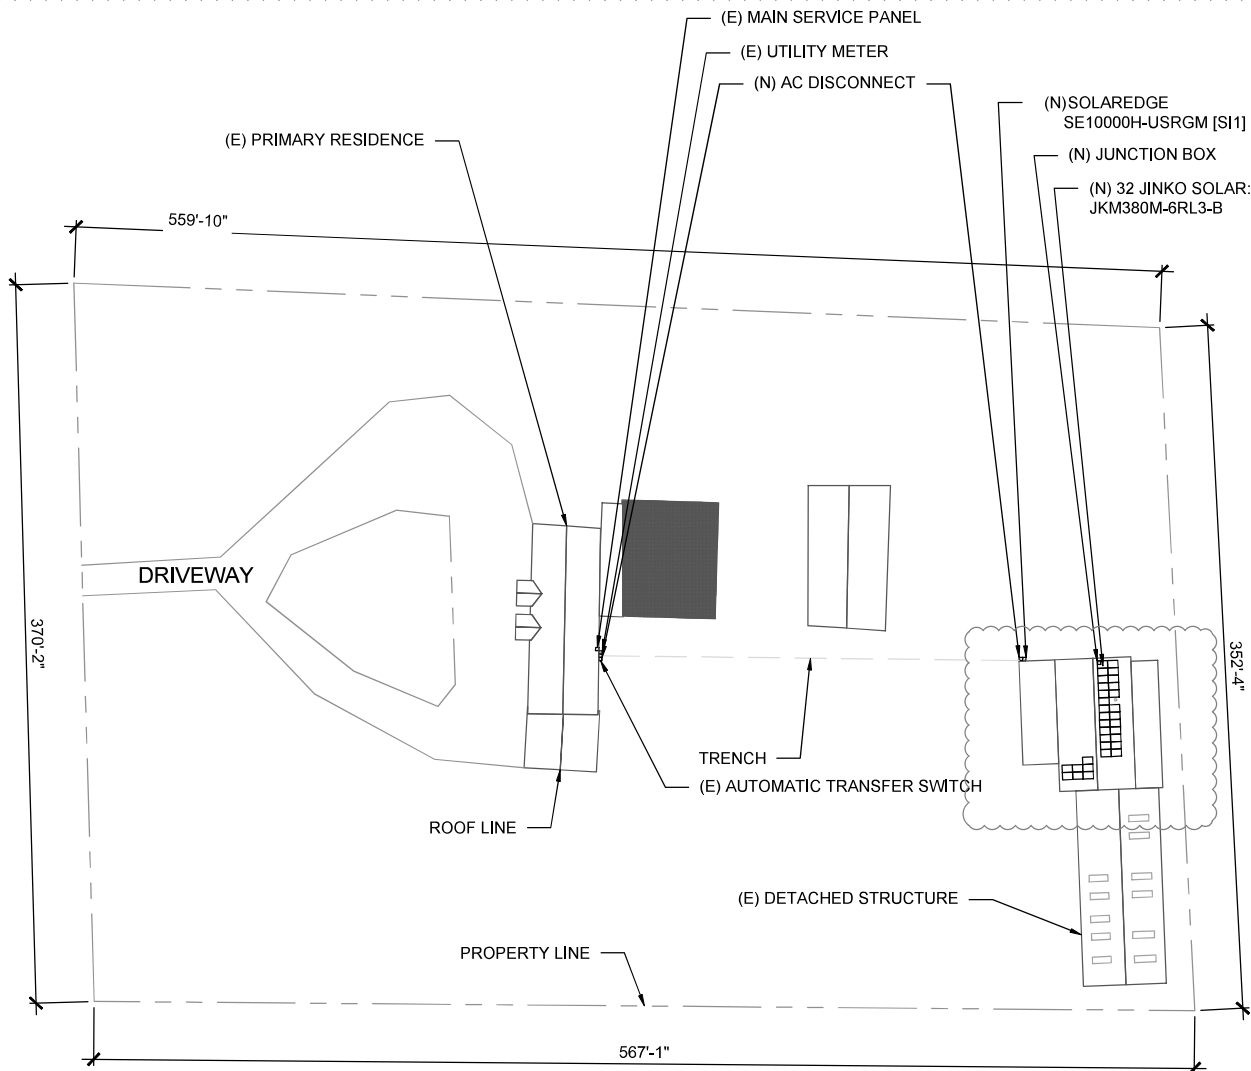 (E) MAIN SERVICE PANEL
(E) UTILITY METER
(N) AC DISCONNECT
(N)SOLAREDGE
SE10000H-USRGM [SI1]
(E) PRIMARY RESIDENCE
(N) JUNCTION BOX
(N) 32 JINKO SOLAR:
JKM380M-6RL3-B
559'-10"
DRIVEWAY
370'-2"
352'-4"
TRENCH
(E) AUTOMATIC TRANSFER SWITCH
ROOF LINE
(E) DETACHED STRUCTURE
PROPERTY LINE
567'-1"